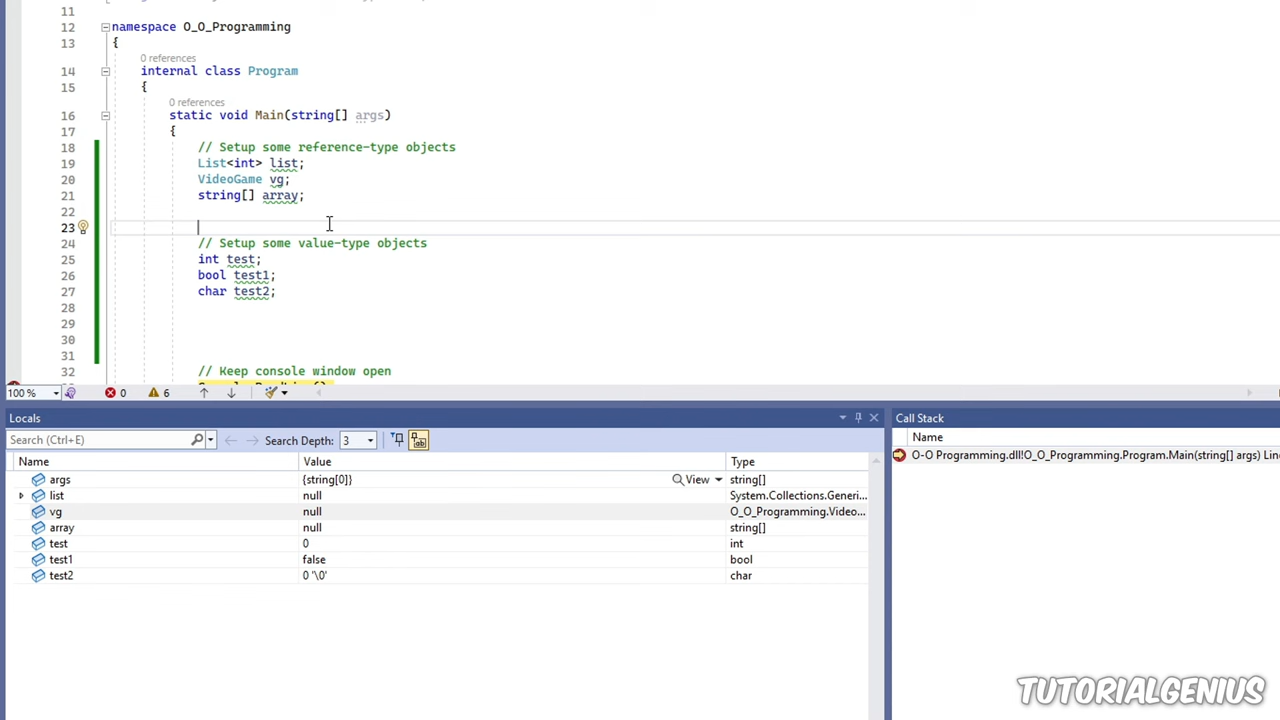 11
12 namespace O_O_Programming
13 {
0 references
14 internal class Program
15 {
0 references
16 static void Main(string[] args)
17 {
18 // Setup some reference-type objects
19 List<int> list;
20 VideoGame vg;
21 string[] array;
22
23
24 // Setup some value-type objects
25 int test;
26 bool test1;
27 char test2;
28
29
30
31
32 // Keep console window open
100 % 0 6
Locals
Search (Ctrl+E) Search Depth: 3
Name Value Type
args {string[0]} View string[]
list null System.Collections.Generi...
vg null O_O_Programming.Video...
array null string[]
test 0 int
test1 false bool
test2 0 '\0' char
Call Stack
Name
O-O Programming.dll!O_O_Programming.Program.Main(string[] args) Lin
TUTORIALGENIUS